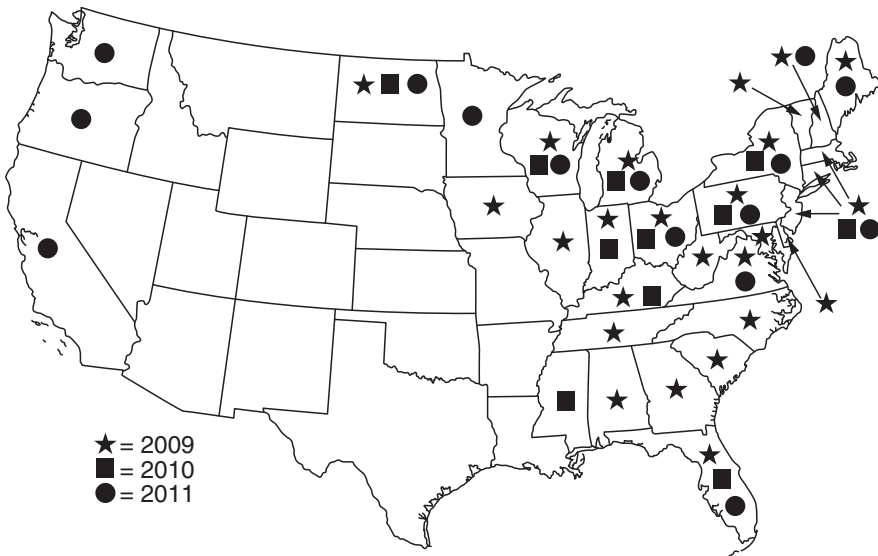 = 2009
= 2010
= 2011